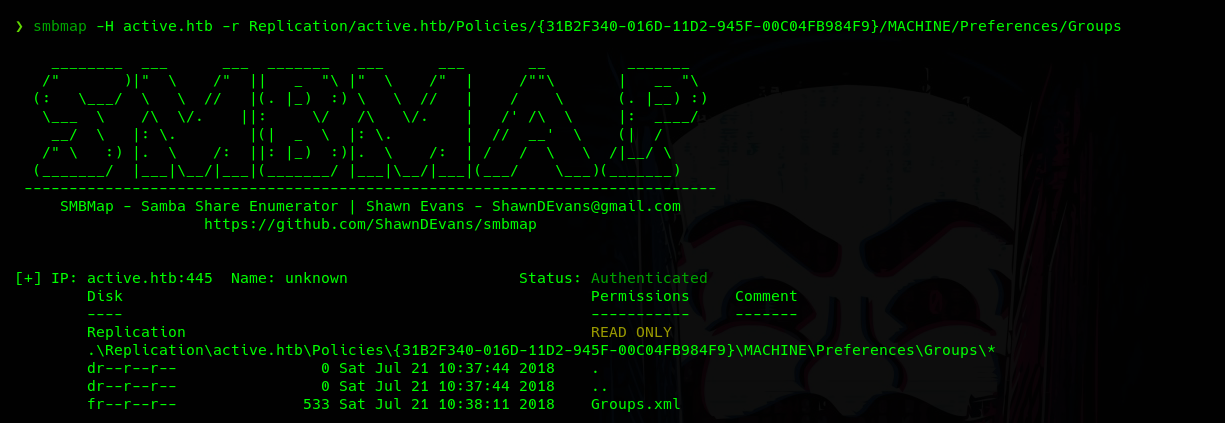 ❯ smbmap -H active.htb -r Replication/active.htb/Policies/{31B2F340-016D-11D2-945F-00C04FB984F9}/MACHINE/Preferences/Groups
SMBMAP
-----------------------------------------------------------------------------
SMBMap - Samba Share Enumerator | Shawn Evans - ShawnDEvans@gmail.com
https://github.com/ShawnDEvans/smbmap
[+] IP: active.htb:445  Name: unknown                   Status: Authenticated
Disk                                                    Permissions     Comment
----                                                    -----------     -------
Replication                                             READ ONLY
.\Replication\active.htb\Policies\{31B2F340-016D-11D2-945F-00C04FB984F9}\MACHINE\Preferences\Groups\*
dr--r--r--                0 Sat Jul 21 10:37:44 2018    .
dr--r--r--                0 Sat Jul 21 10:37:44 2018    ..
fr--r--r--              533 Sat Jul 21 10:38:11 2018    Groups.xml